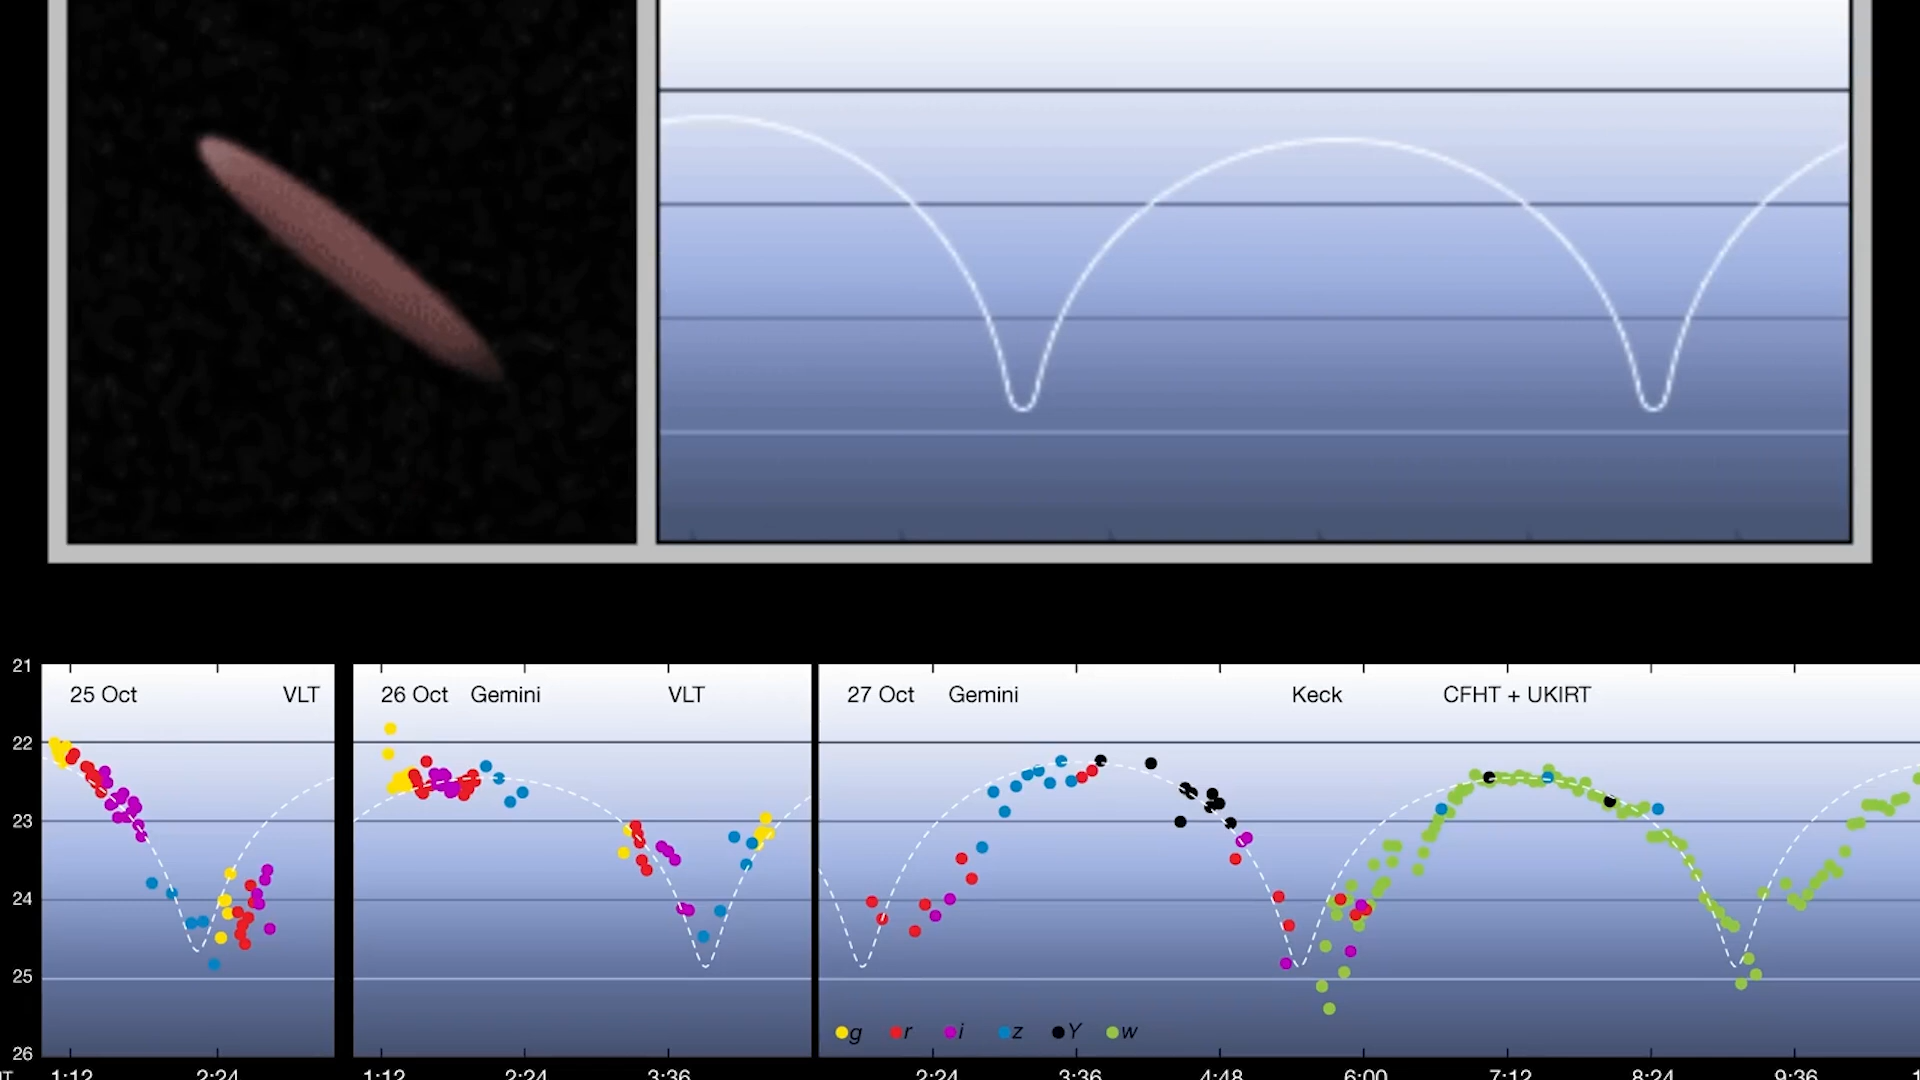 21
25 Oct VLT
26 Oct Gemini VLT
27 Oct Gemini Keck CFHT + UKIRT
22
23
24
25
g r i z Y w
26
1:12 2:24 1:12 2:24 3:36 2:24 3:36 4:48 6:00 7:12 8:24 9:36